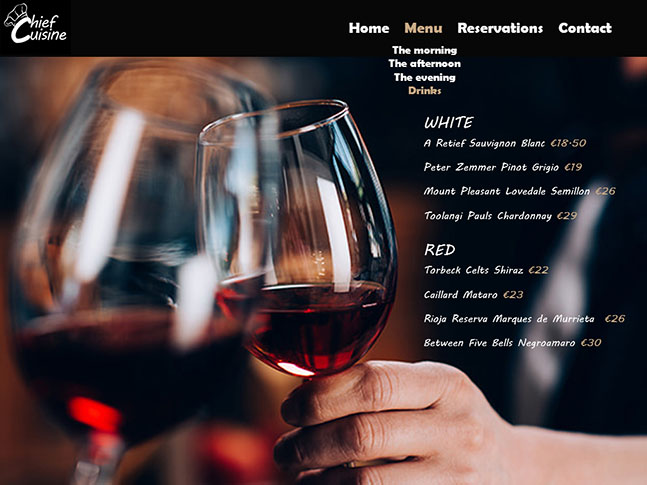 Chief
Cuisine
Home Menu Reservations Contact
The morning
The afternoon
The evening
Drinks
WHITE
A Retief Sauvignon Blanc €18.50
Peter Zemmer Pinot Grigio €19
Mount Pleasant Lovedale Semillon €26
Toolangi Pauls Chardonnay €29
RED
Torbeck Celts Shiraz €22
Caillard Mataro €23
Rioja Reserva Marques de Murrieta €26
Between Five Bells Negroamaro €30